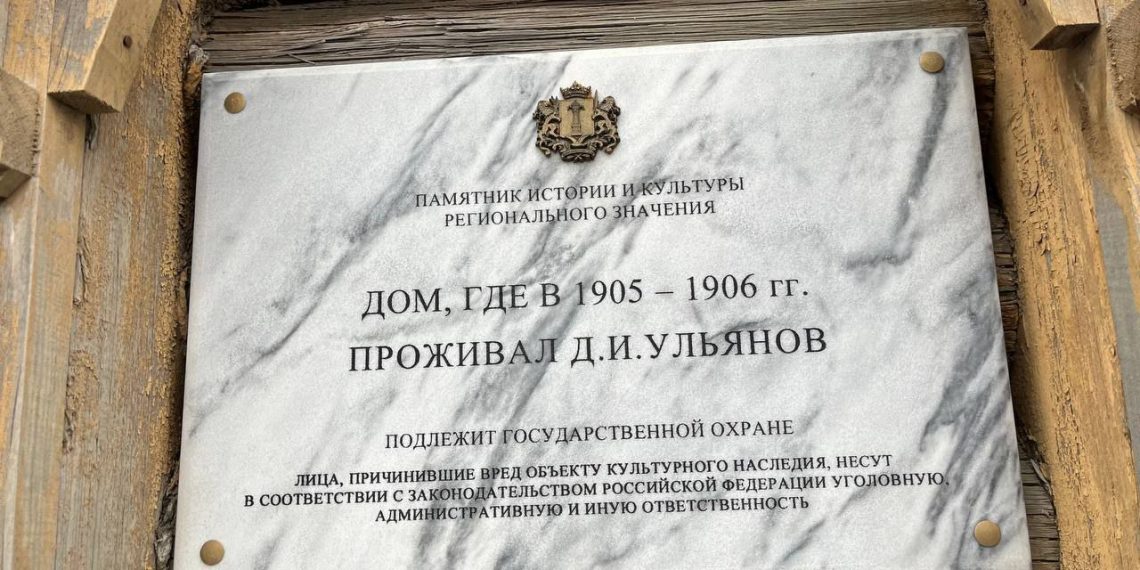 ПАМЯТНИК ИСТОРИИ И КУЛЬТУРЫ
РЕГИОНАЛЬНОГО ЗНАЧЕНИЯ
ДОМ, ГДЕ В 1905 – 1906 гг.
ПРОЖИВАЛ Д.И.УЛЬЯНОВ
ПОДЛЕЖИТ ГОСУДАРСТВЕННОЙ ОХРАНЕ
ЛИЦА, ПРИЧИНИВШИЕ ВРЕД ОБЪЕКТУ КУЛЬТУРНОГО НАСЛЕДИЯ, НЕСУТ
В СООТВЕТСТВИИ С ЗАКОНОДАТЕЛЬСТВОМ РОССИЙСКОЙ ФЕДЕРАЦИИ УГОЛОВНУЮ,
АДМИНИСТРАТИВНУЮ И ИНУЮ ОТВЕТСТВЕННОСТЬ